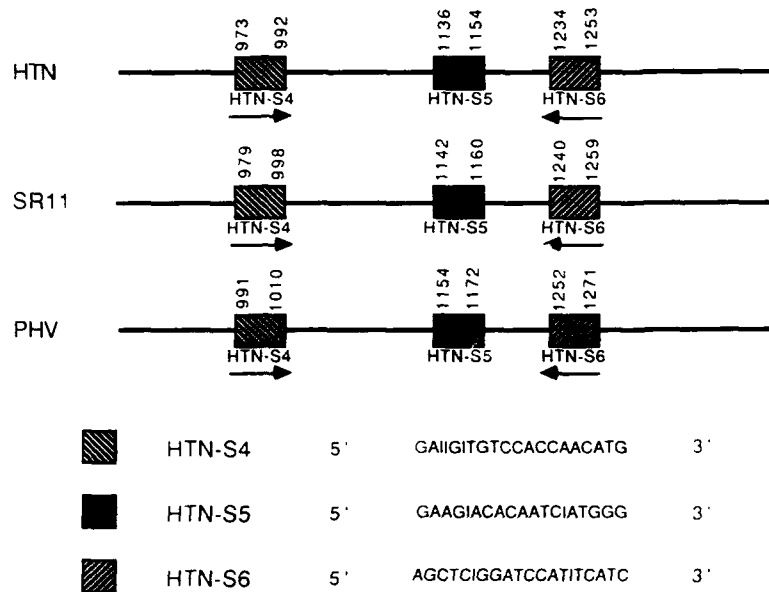 973 992 1136 1154 1234 1253
HTN
HTN-S4 HTN-S5 HTN-S6
979 998 1142 1160 1240 1259
SR11
HTN-S4 HTN-S5 HTN-S6
991 1010 1154 1172 1252 1271
PHV
HTN-S4 HTN-S5 HTN-S6
HTN-S4 5' GAIIGITGTCCACCAACATG 3'
HTN-S5 5' GAAGIACACAATCIATGGG 3'
HTN-S6 5' AGCTCIGGATCCATITCATC 3'